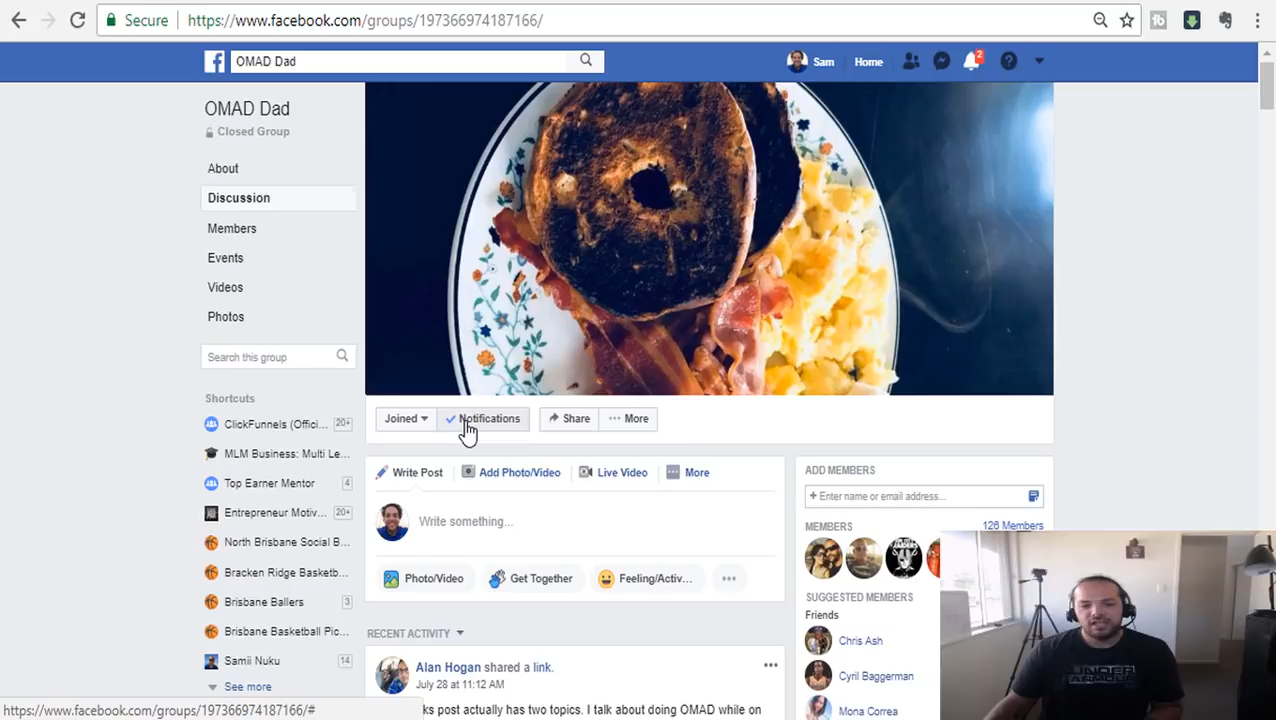 Secure
https://www.facebook.com/groups/197366974187166/
OMAD Dad
Sam
Home
2
OMAD Dad
Closed Group
About
Discussion
Members
Events
Videos
Photos
Search this group
Shortcuts
ClickFunnels (Offici... 20+
MLM Business: Multi Le...
Top Earner Mentor 4
Entrepreneur Motiv... 20+
North Brisbane Social B...
Bracken Ridge Basketb...
Brisbane Ballers 3
Brisbane Basketball Pic...
Samii Nuku 14
See more
Joined
Notifications
Share
More
Write Post
Add Photo/Video
Live Video
More
Write something...
Photo/Video
Get Together
Feeling/Activ...
RECENT ACTIVITY
Alan Hogan shared a link.
July 28 at 11:12 AM
ks post actually has two topics. I talk about doing OMAD while on
ADD MEMBERS
+ Enter name or email address...
MEMBERS
126 Members
SUGGESTED MEMBERS
Friends
Chris Ash
Cyril Baggerman
Mona Correa
UNDER ARMOUR
https://www.facebook.com/groups/197366974187166/#